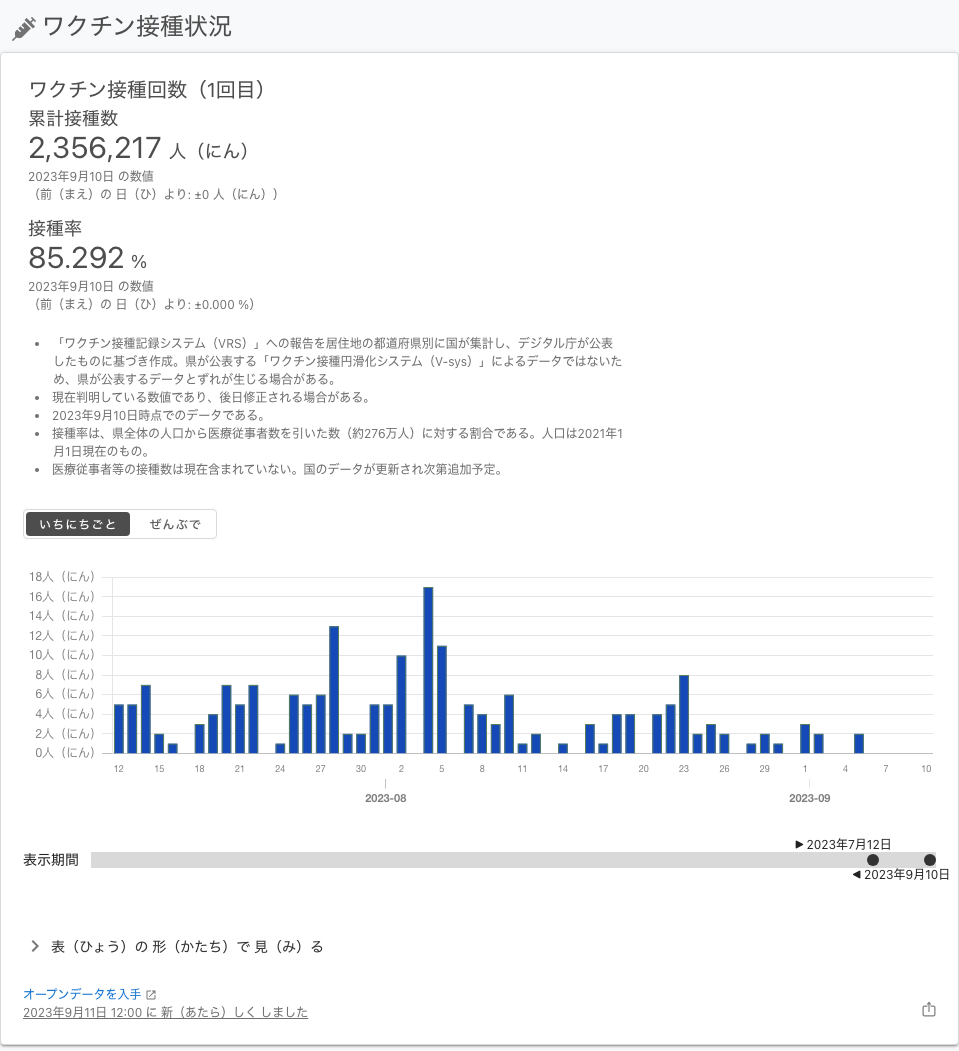 ワクチン接種状況
ワクチン接種回数（1回目）
累計接種数
2,356,217 人（にん）
2023年9月10日 の数値
（前（まえ）の 日（ひ）より: ±0 人（にん））
接種率
85.292 %
2023年9月10日 の数値
（前（まえ）の 日（ひ）より: ±0.000 %）
• 「ワクチン接種記録システム（VRS）」への報告を居住地の都道府県別に国が集計し、デジタル庁が公表
したものに基づき作成。県が公表する「ワクチン接種円滑化システム（V-sys）」によるデータではないた
め、県が公表するデータとずれが生じる場合がある。
• 現在判明している数値であり、後日修正される場合がある。
• 2023年9月10日時点でのデータである。
• 接種率は、県全体の人口から医療従事者数を引いた数（約276万人）に対する割合である。人口は2021年1
月1日現在のもの。
• 医療従事者等の接種数は現在含まれていない。国のデータが更新され次第追加予定。
いちにちごと ぜんぶで
18人（にん）
16人（にん）
14人（にん）
12人（にん）
10人（にん）
8人（にん）
6人（にん）
4人（にん）
2人（にん）
0人（にん）
12 15 18 21 24 27 30 2 5 8 11 14 17 20 23 26 29 1 4 7 10
2023-08 2023-09
▶ 2023年7月12日
表示期間
◀ 2023年9月10日
表（ひょう）の 形（かたち）で 見（み）る
オープンデータを入手
2023年9月11日 12:00 に 新（あたら）しく しました